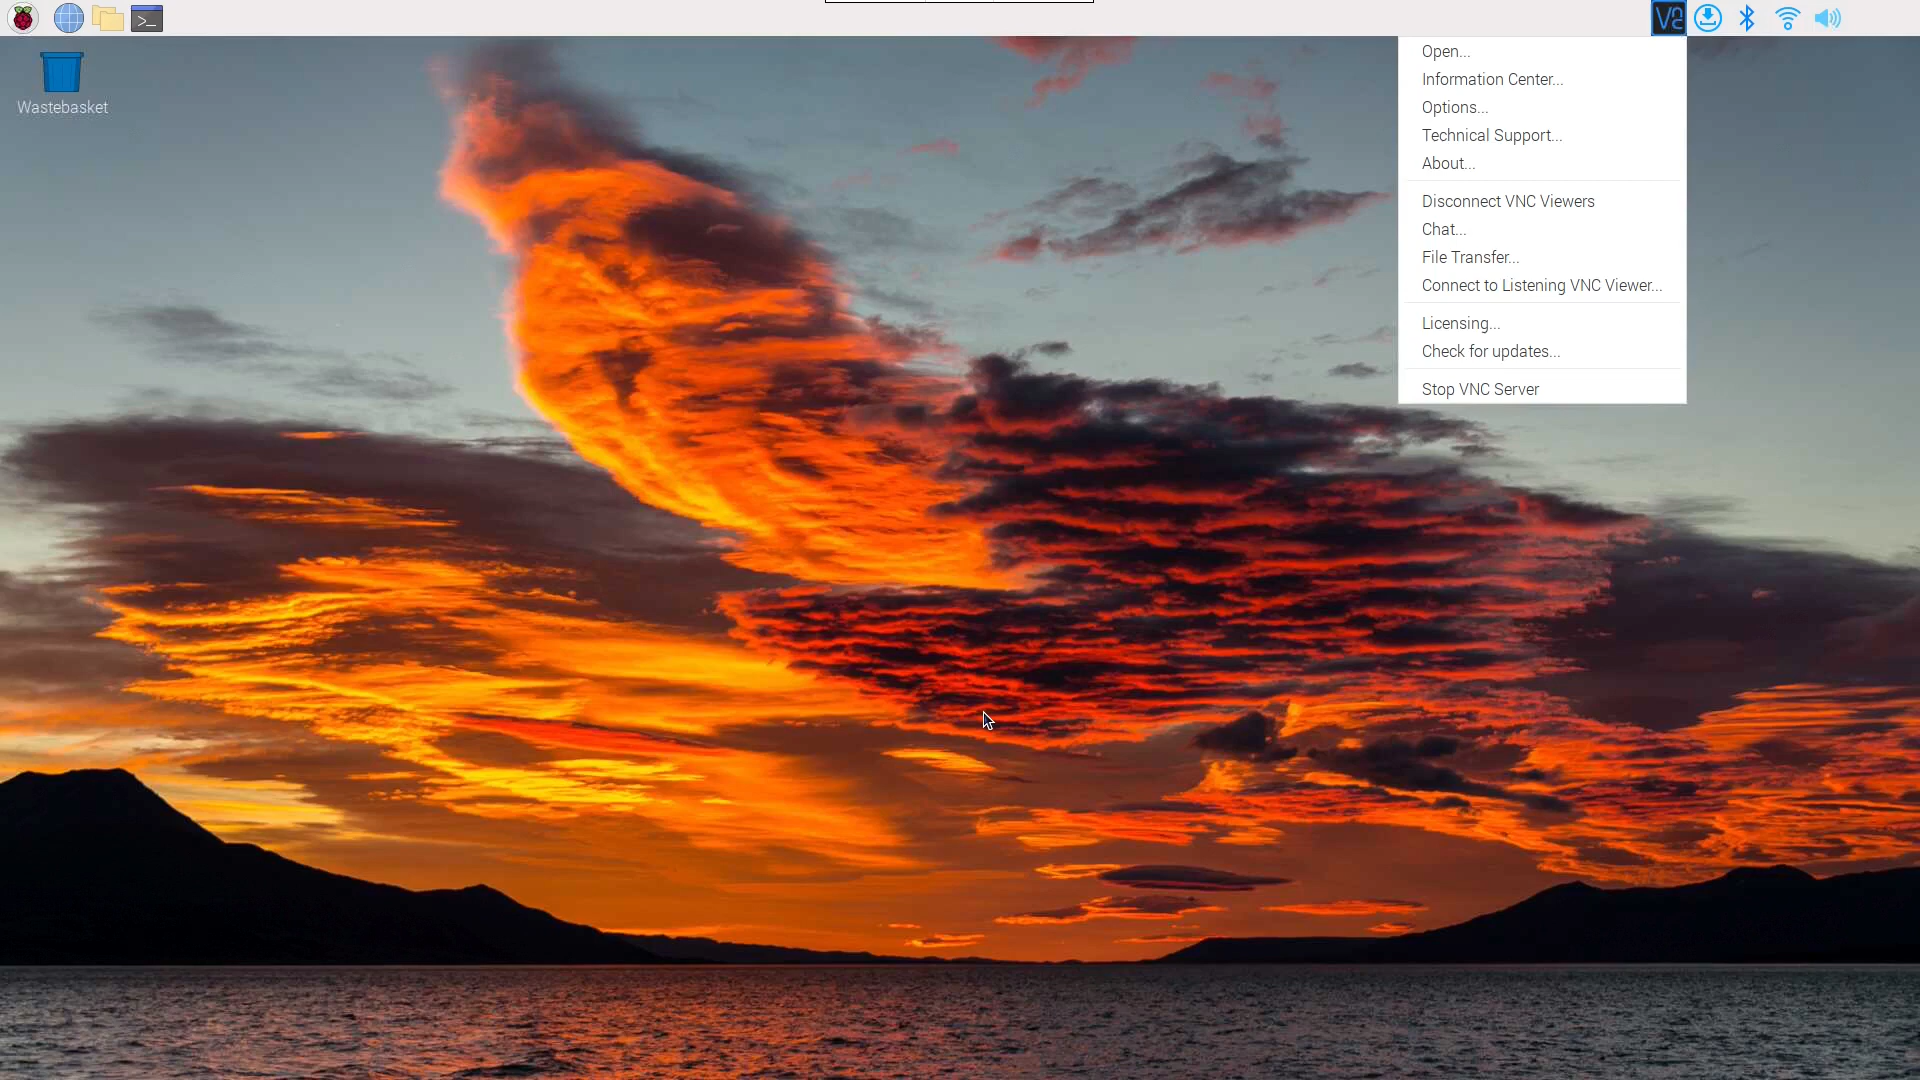 Wastebasket
Open...
Information Center...
Options...
Technical Support...
About...
Disconnect VNC Viewers
Chat...
File Transfer...
Connect to Listening VNC Viewer...
Licensing...
Check for updates...
Stop VNC Server